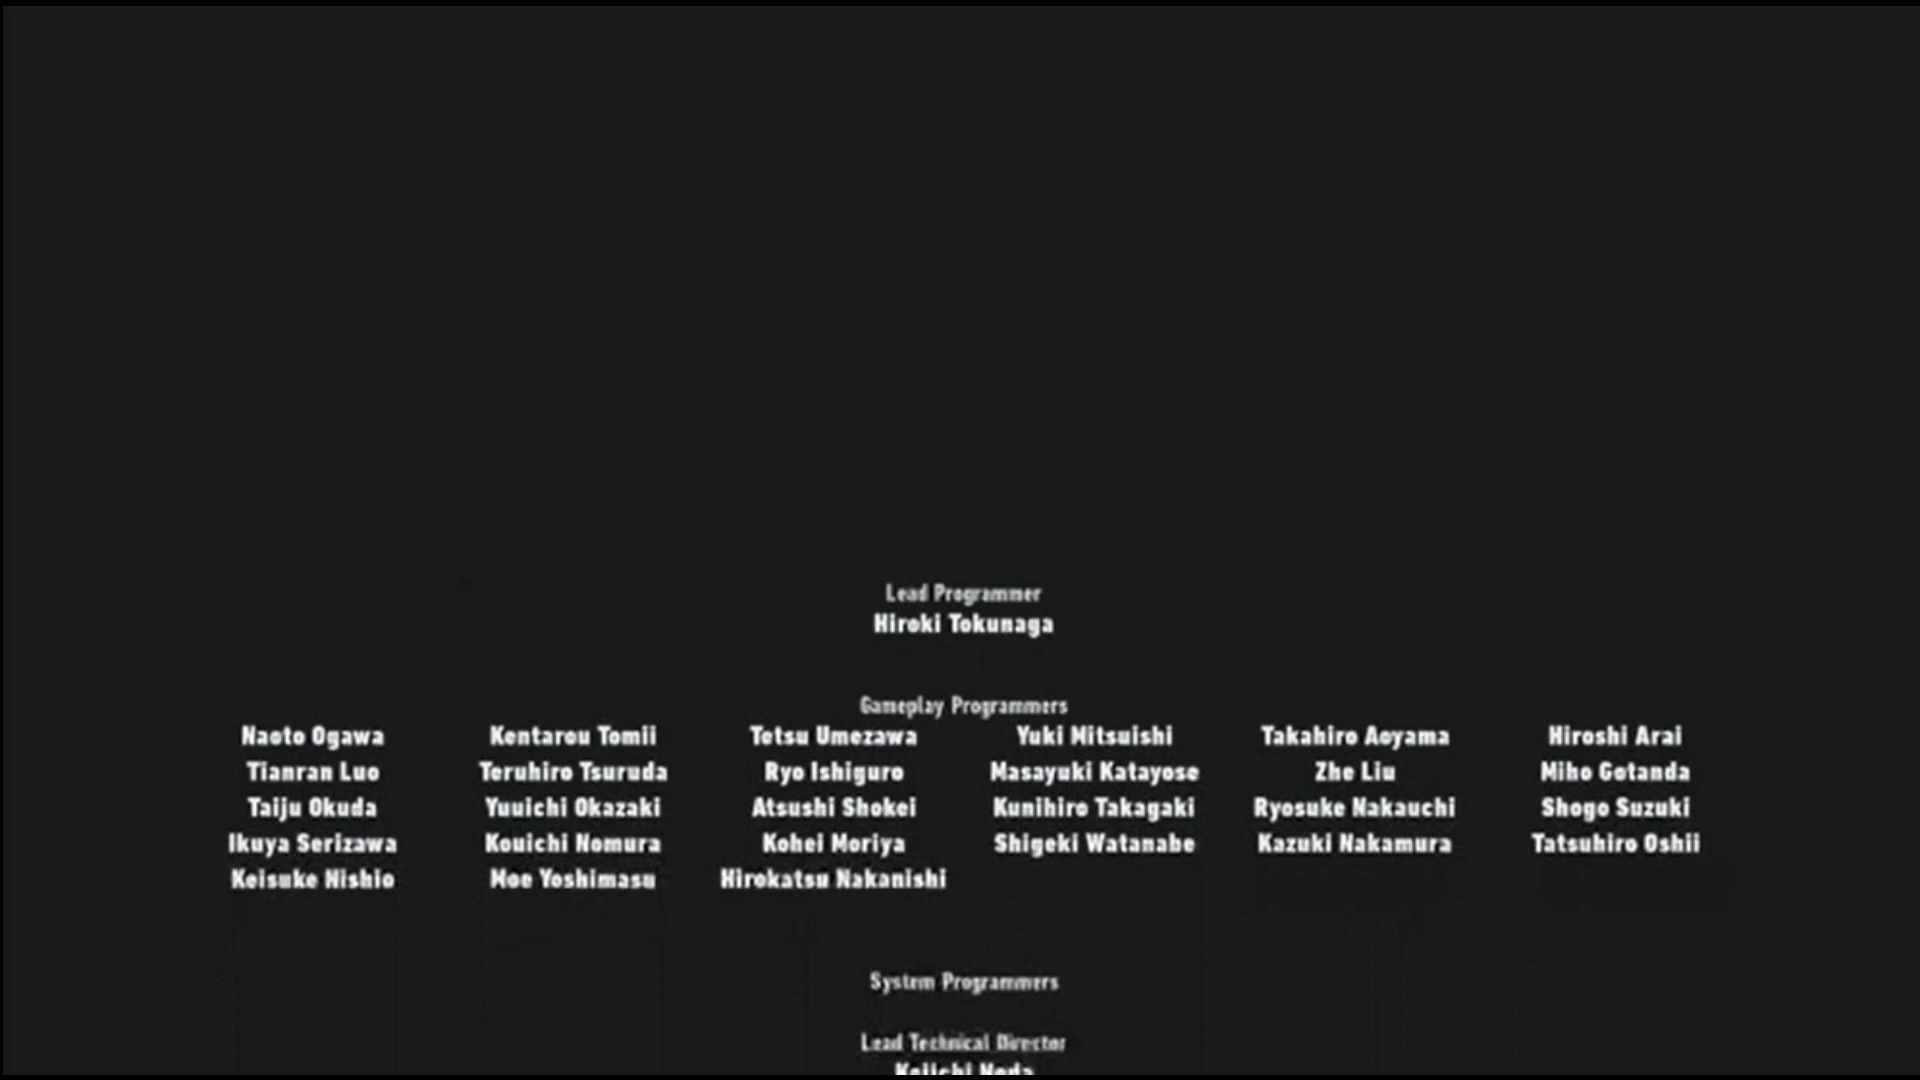 Lead Programmer
Hiroki Tokunaga
Gameplay Programmers
Naoto Ogawa Kentarou Tomii Tetsu Umezawa Yuki Mitsuishi Takahiro Aoyama Hiroshi Arai
Tianran Luo Teruhiro Tsuruda Ryo Ishiguro Masayuki Katayose Zhe Liu Miho Gotanda
Taiju Okuda Yuuichi Okazaki Atsushi Shokei Kunihiro Takagaki Ryosuke Nakauchi Shogo Suzuki
Ikuya Serizawa Kouichi Nomura Kohei Moriya Shigeki Watanabe Kazuki Nakamura Tatsuhiro Oshii
Keisuke Nishio Moe Yoshimasu Hirokatsu Nakanishi
System Programmers
Lead Technical Director